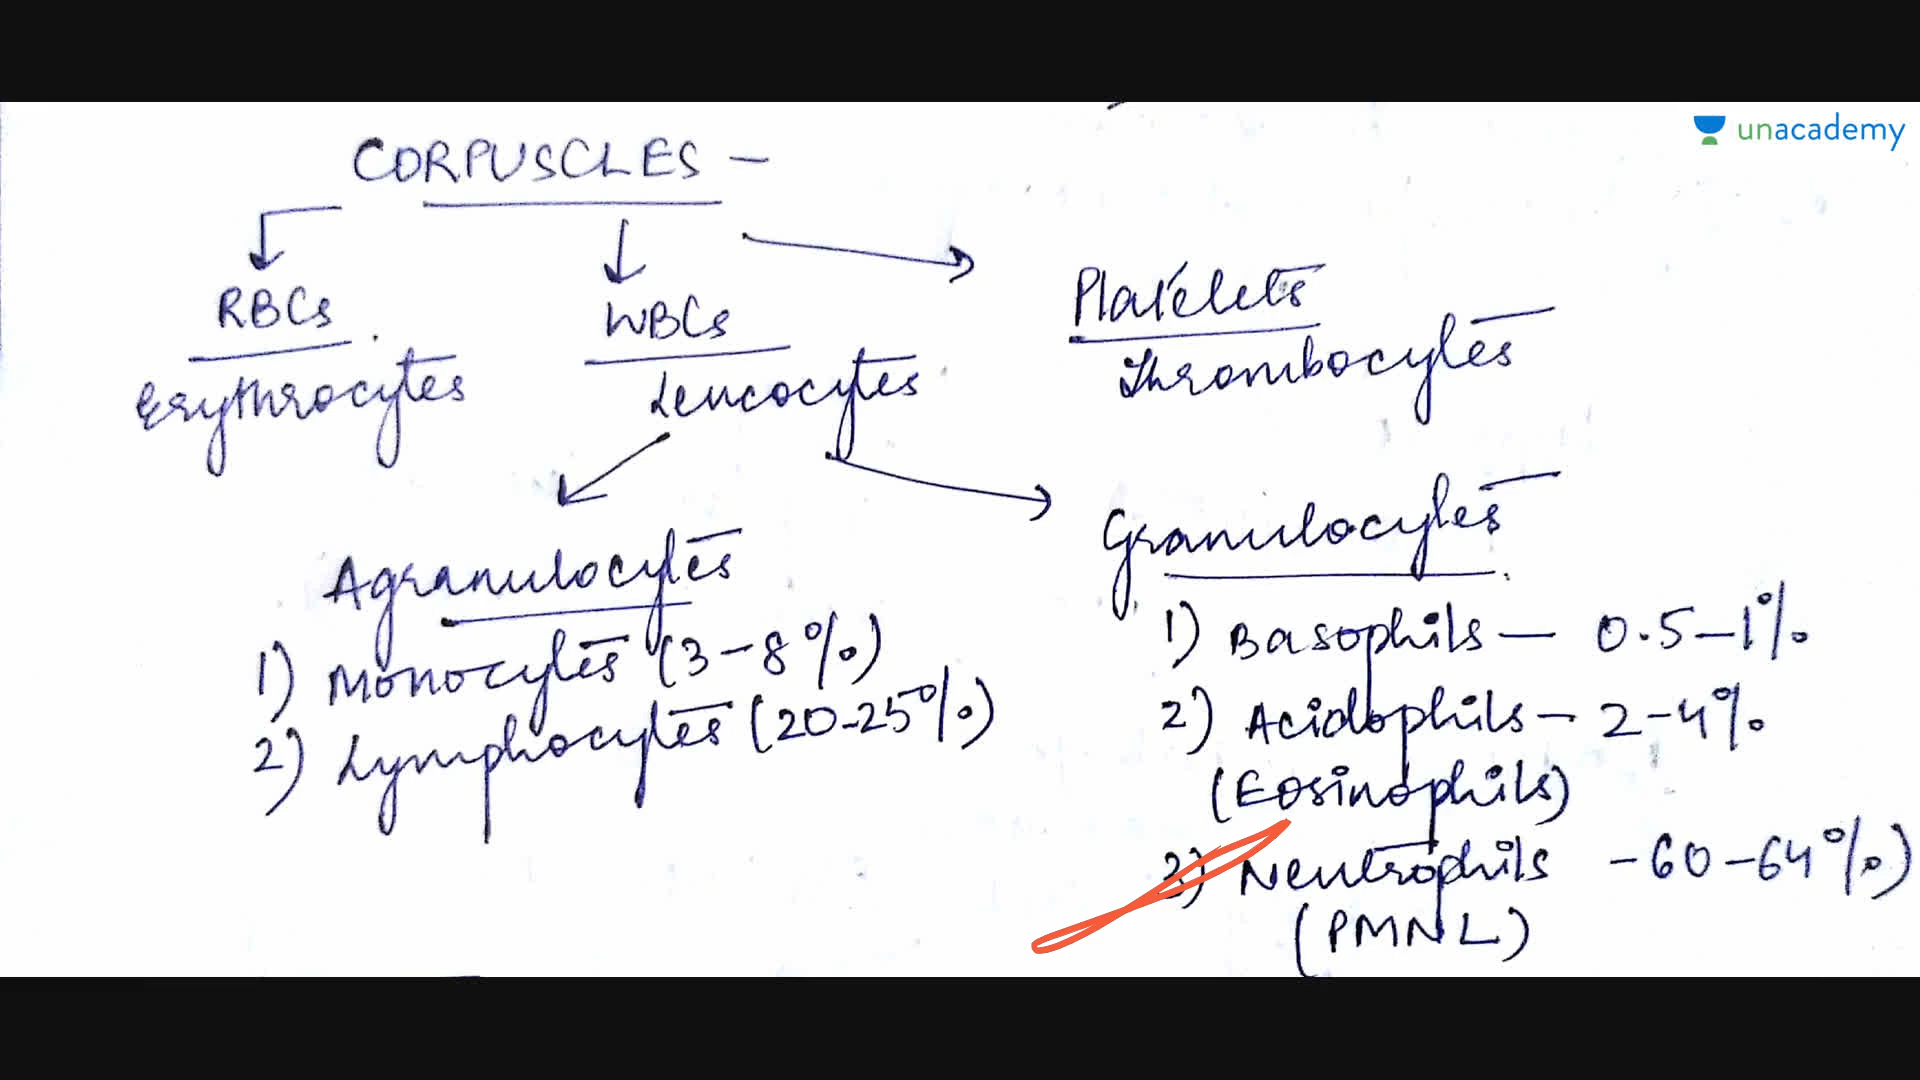 unacademy
CORPUSCLES —
RBCs
Erythrocytes
WBCs
Leucocytes
Platelets
Thrombocytes
Agranulocytes
1) Monocytes (3-8%)
2) Lymphocytes (20-25%)
Granulocytes
1) Basophils — 0.5-1%
2) Acidophils - 2-4%
(Eosinophils)
3) Neutrophils - 60-64%)
(PMNL)